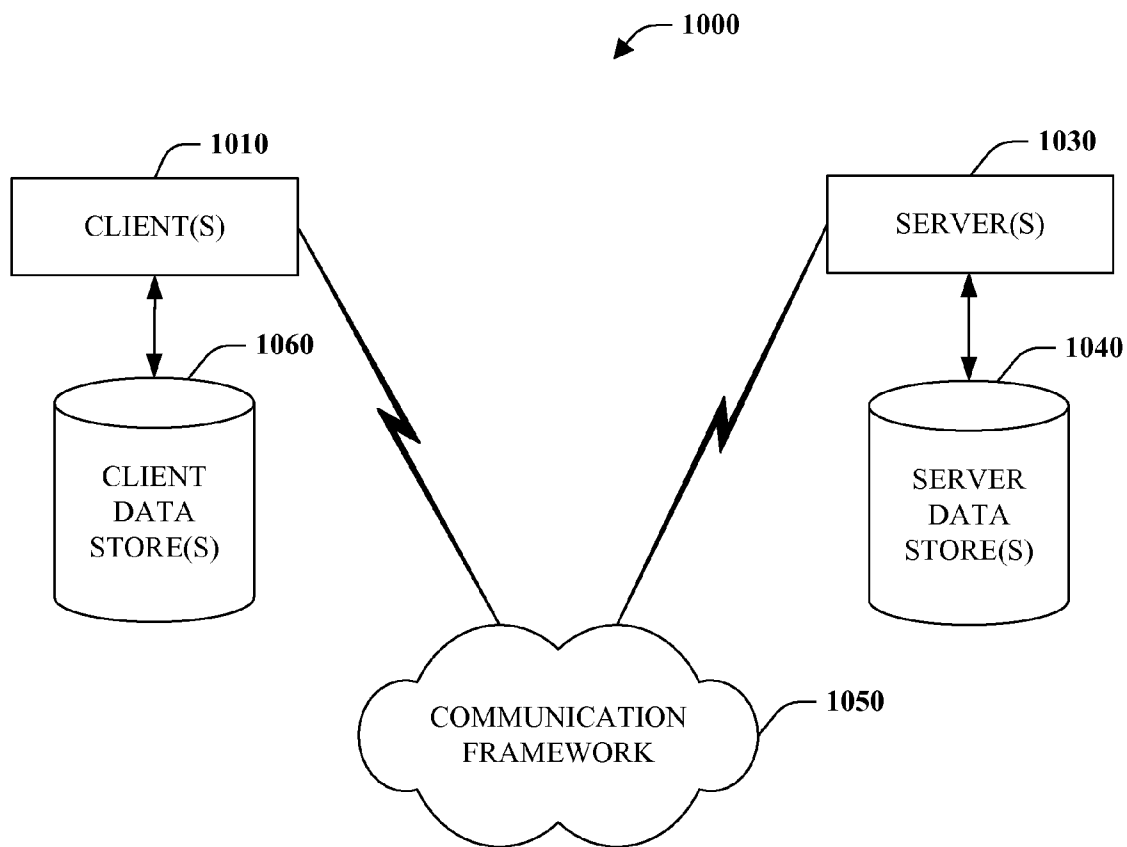 1000
1010
1030
CLIENT(S)
SERVER(S)
1060
1040
CLIENT
DATA
STORE(S)
SERVER
DATA
STORE(S)
1050
COMMUNICATION
FRAMEWORK